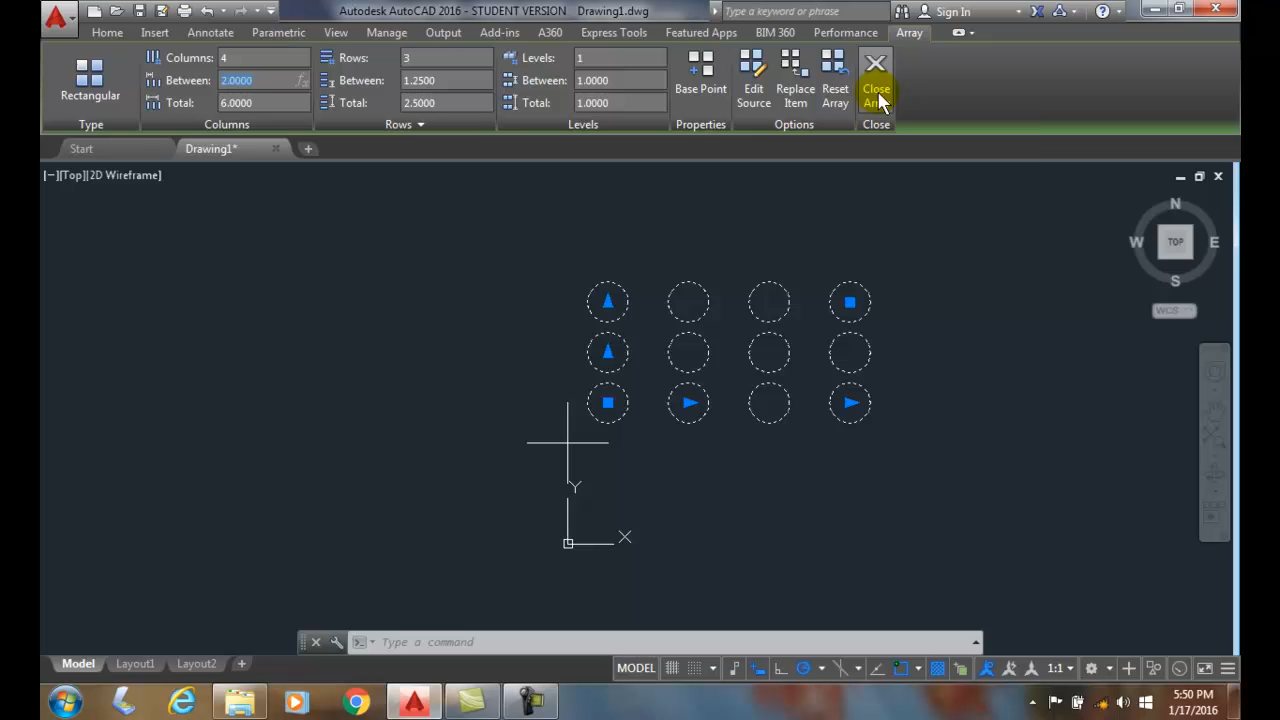 Autodesk AutoCAD 2016 - STUDENT VERSION Drawing1.dwg
Type a keyword or phrase
Sign In
Home Insert Annotate Parametric View Manage Output Add-ins A360 Express Tools Featured Apps BIM 360 Performance Array
Columns: 4 Rows: 3 Levels: 1
Between: 2.0000 fx Between: 1.2500 Between: 1.0000
Total: 6.0000 Total: 2.5000 Total: 1.0000
Rectangular
Base Point
Edit Source
Replace Item
Reset Array
Close
Type Columns Rows Levels Properties Options Close
Start Drawing1*
[−][Top][2D Wireframe]
N
W TOP E
S
WCS
Y
X
Type a command
Model Layout1 Layout2
MODEL 1:1
5:50 PM
1/17/2016